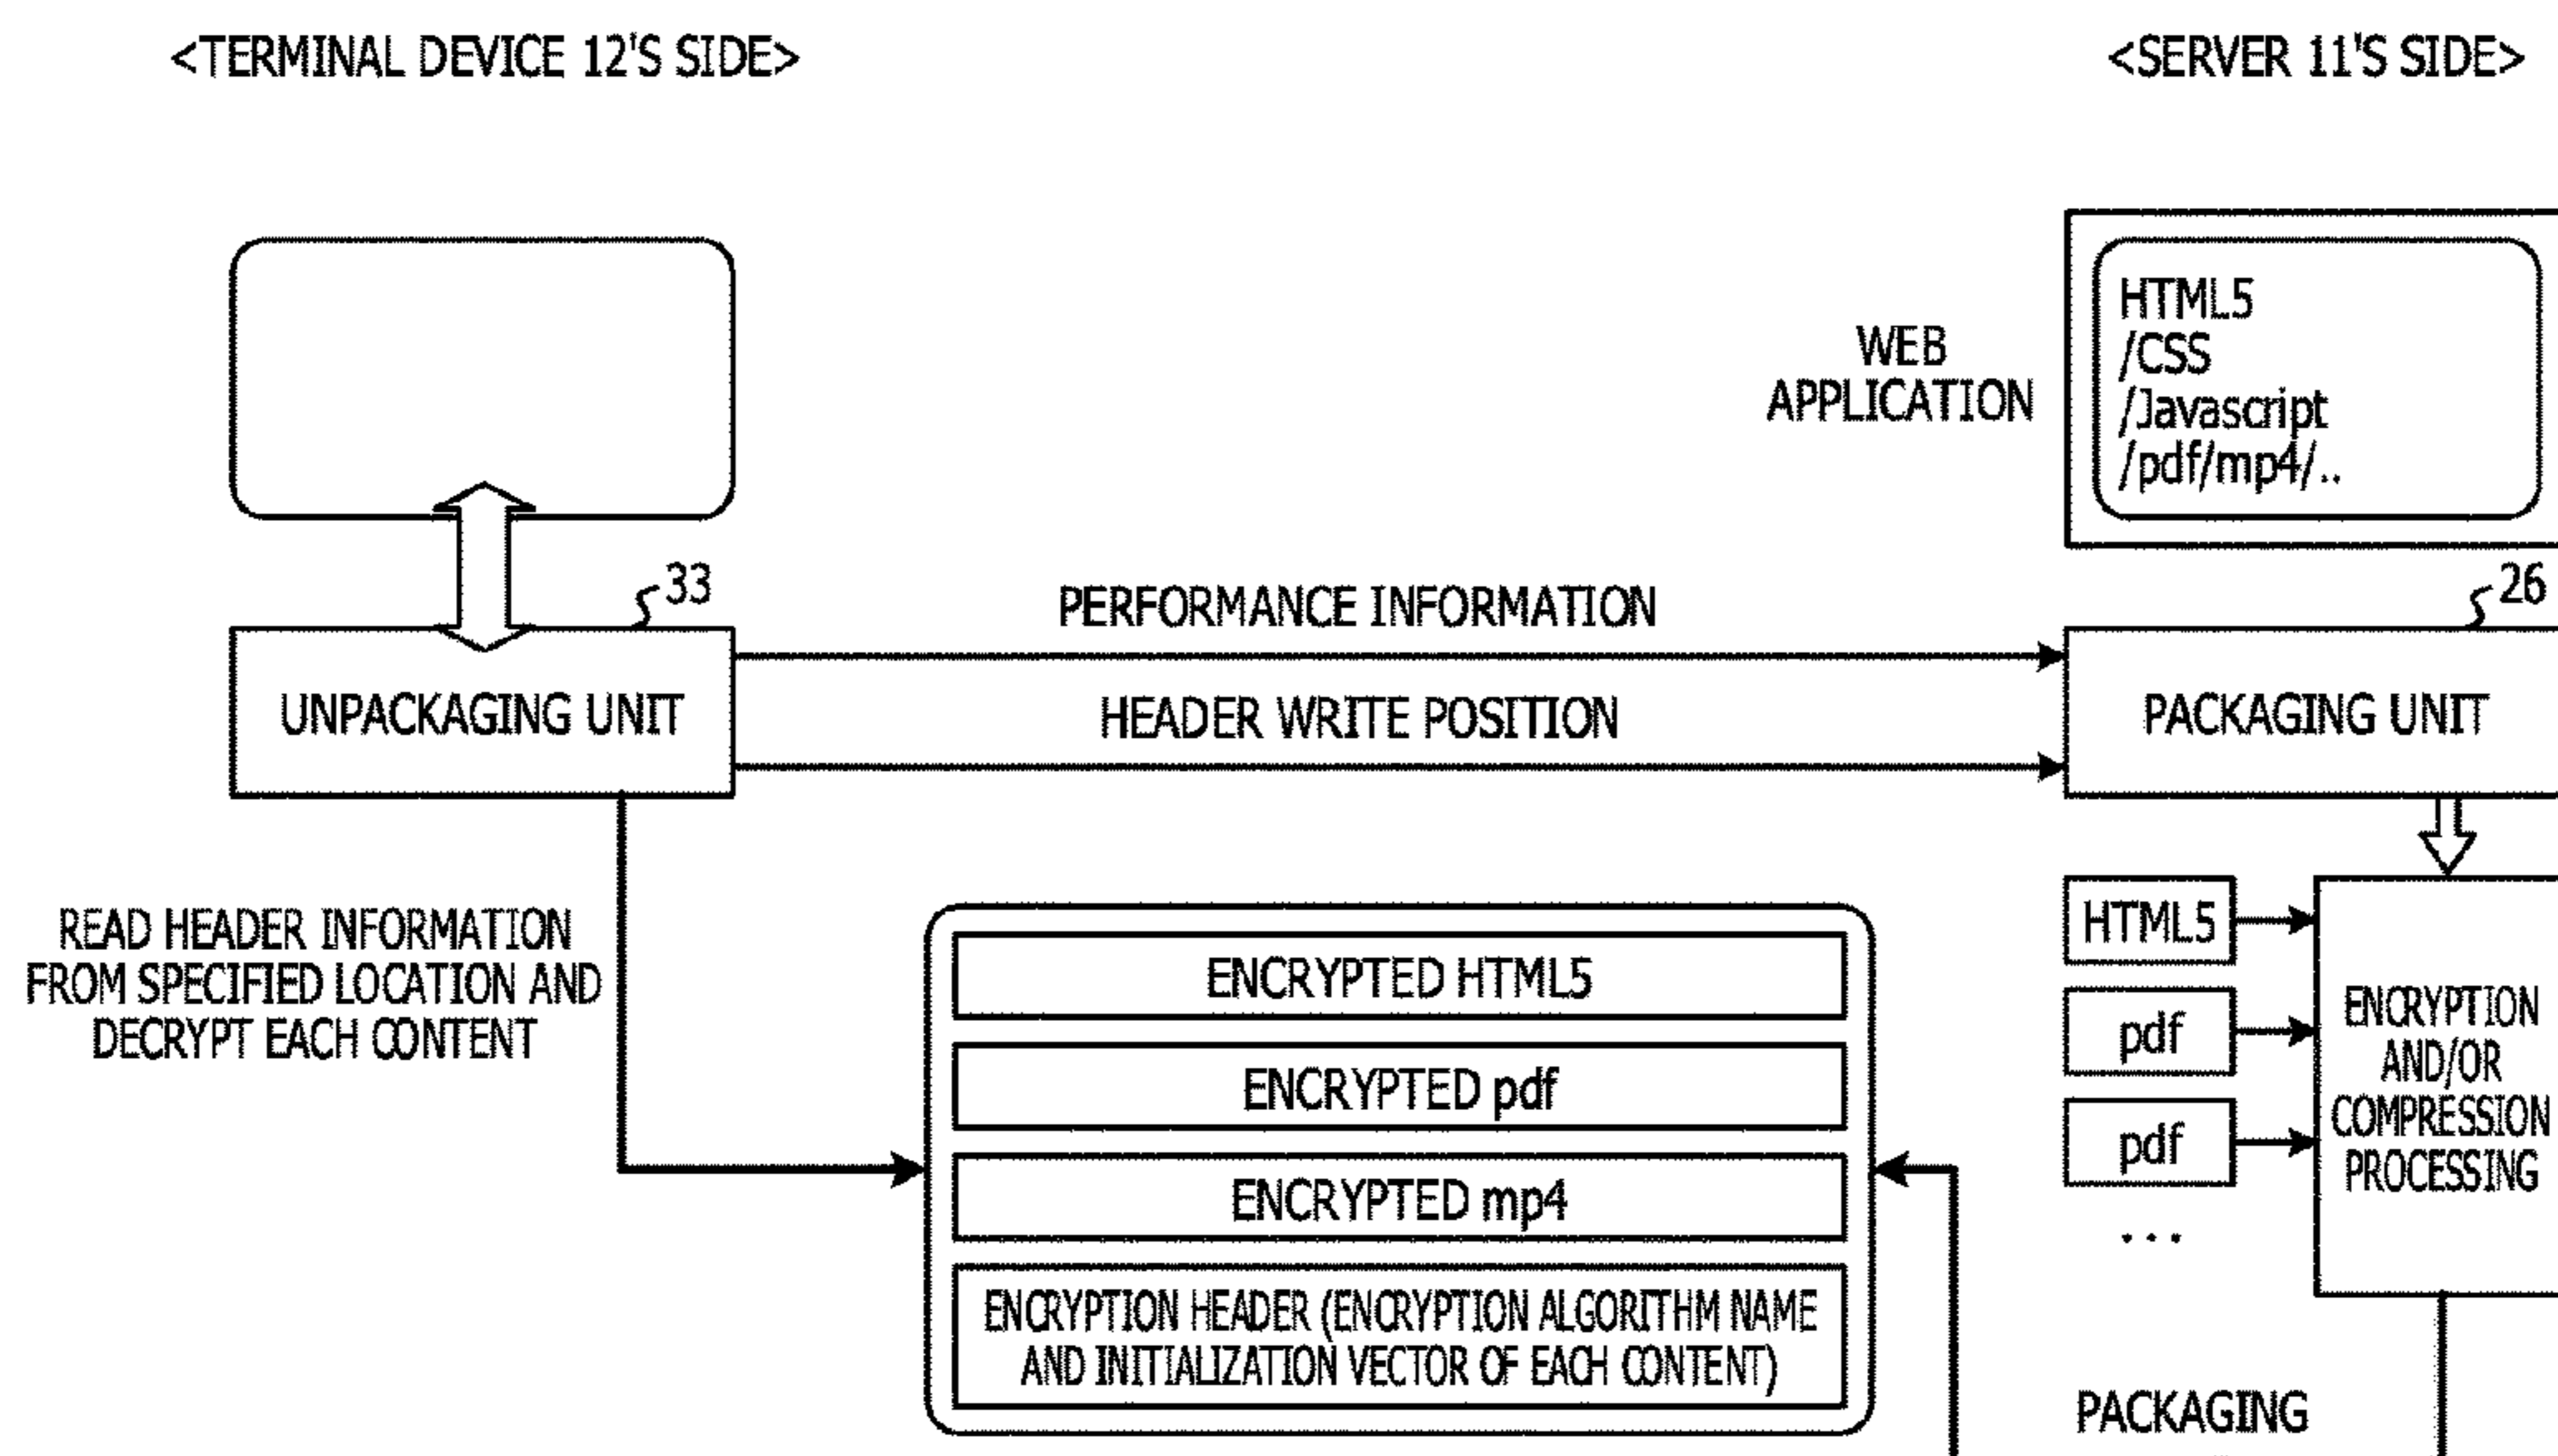 <TERMINAL DEVICE 12'S SIDE>
<SERVER 11'S SIDE>
WEB
APPLICATION
HTML5
/CSS
/Javascript
/pdf/mp4/..
33
PERFORMANCE INFORMATION
26
UNPACKAGING UNIT
HEADER WRITE POSITION
PACKAGING UNIT
READ HEADER INFORMATION
FROM SPECIFIED LOCATION AND
DECRYPT EACH CONTENT
ENCRYPTED HTML5
ENCRYPTED pdf
ENCRYPTED mp4
ENCRYPTION HEADER (ENCRYPTION ALGORITHM NAME
AND INITIALIZATION VECTOR OF EACH CONTENT)
HTML5
pdf
pdf
...
ENCRYPTION
AND/OR
COMPRESSION
PROCESSING
PACKAGING